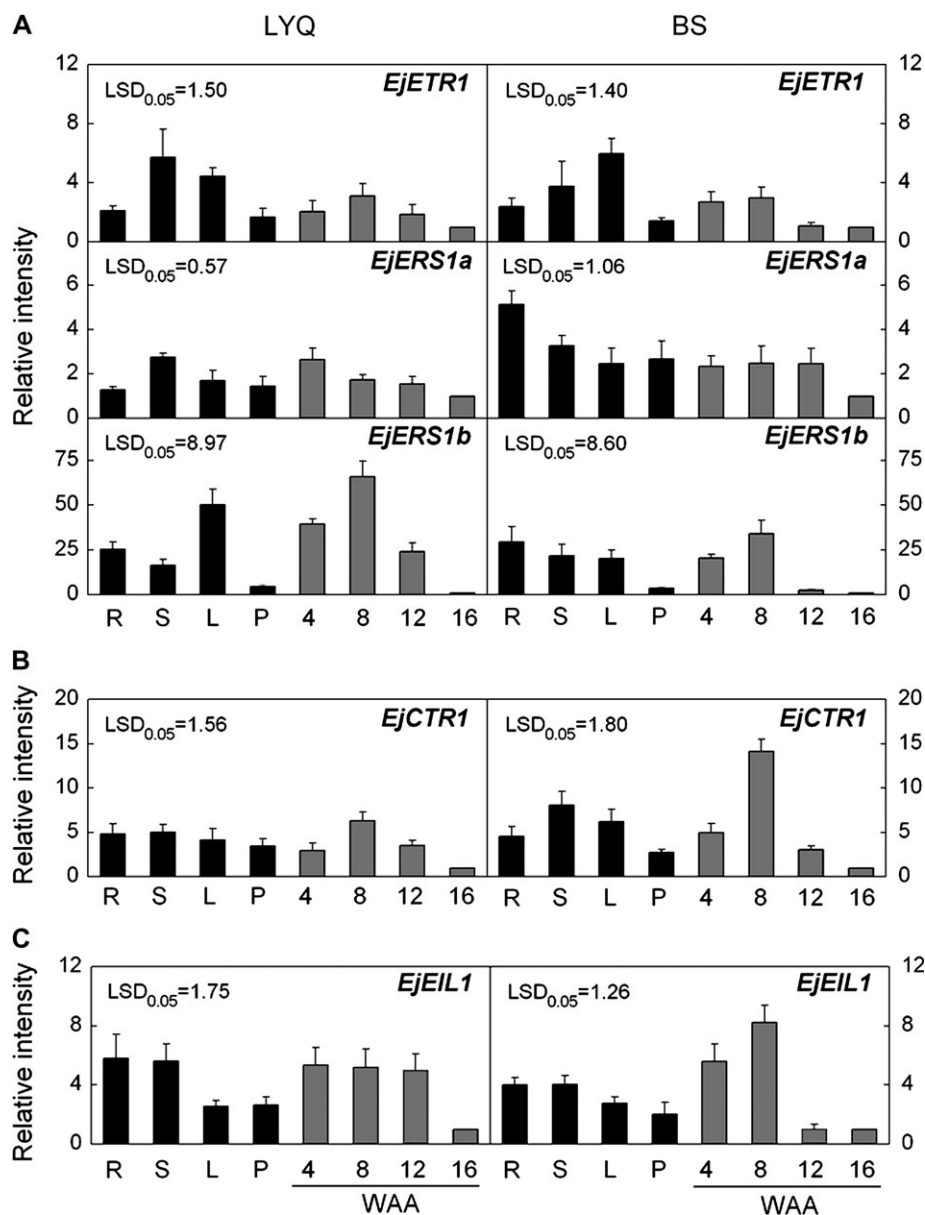 A LYQ BS
12 12
LSD0.05=1.50 EjETR1 LSD0.05=1.40 EjETR1
8 8
4 4
0 0
LSD0.05=0.57 EjERS1a LSD0.05=1.06 EjERS1a
6 6
4 4
2 2
0 0
Relative intensity
LSD0.05=8.97 EjERS1b LSD0.05=8.60 EjERS1b
75 75
50 50
25 25
0 0
R S L P 4 8 12 16 R S L P 4 8 12 16
B
20 20
LSD0.05=1.56 EjCTR1 LSD0.05=1.80 EjCTR1
15 15
10 10
5 5
0 0
Relative intensity
R S L P 4 8 12 16 R S L P 4 8 12 16
C
12 12
LSD0.05=1.75 EjEIL1 LSD0.05=1.26 EjEIL1
8 8
4 4
0 0
Relative intensity
R S L P 4 8 12 16 R S L P 4 8 12 16
WAA WAA